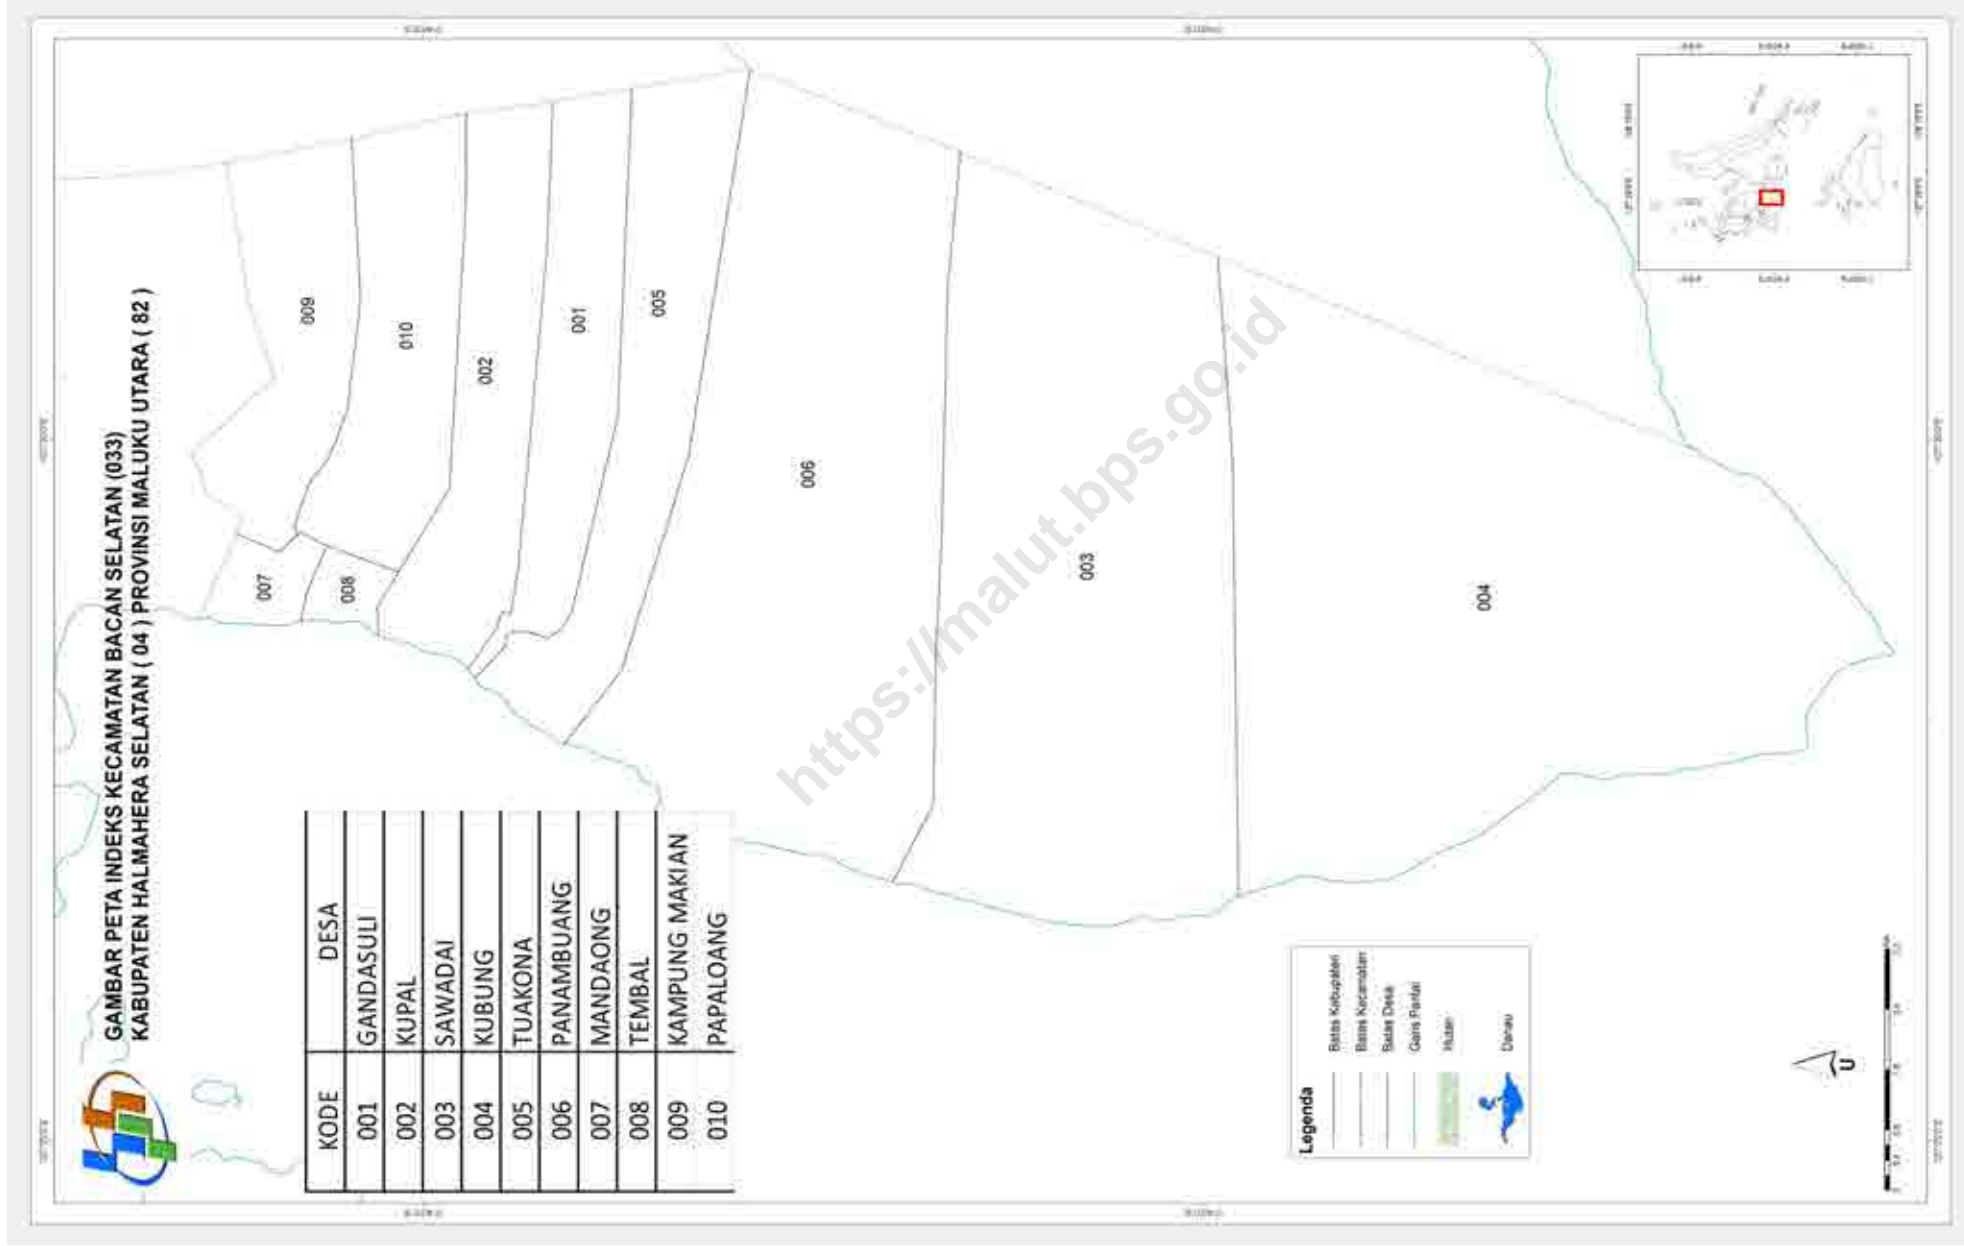 GAMBAR PETA INDEKS KECAMATAN BACAN SELATAN (033)
KABUPATEN HALMAHERA SELATAN ( 04 ) PROVINSI MALUKU UTARA ( 82 )
KODE DESA
001 GANDASULI
002 KUPAL
003 SAWADAI
004 KUBUNG
005 TUAKONA
006 PANAMBUANG
007 MANDAONG
008 TEMBAL
009 KAMPUNG MAKIAN
010 PAPALOANG
009
010
002
001
005
007
008
006
003
004
https://malut.bps.go.id
Legenda
Batas Kabupaten
Batas Kecamatan
Batas Desa
Garis Pantai
Hutan
Danau
U